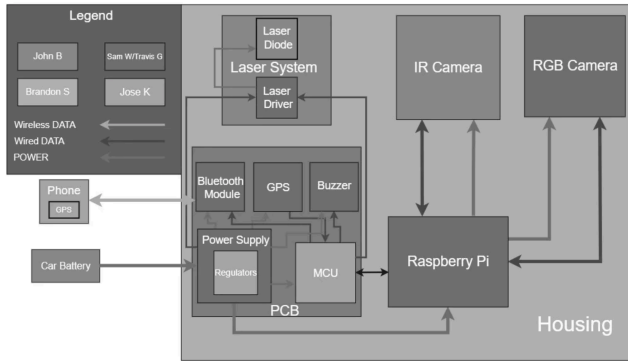 Legend
John B
Sam W/Travis G
Brandon S
Jose K
Wireless DATA
Wired DATA
POWER
Laser
Diode
Laser System
Laser
Driver
IR Camera
RGB Camera
Phone
GPS
Bluetooth
Module
GPS
Buzzer
Car Battery
Power Supply
Regulators
MCU
PCB
Raspberry Pi
Housing